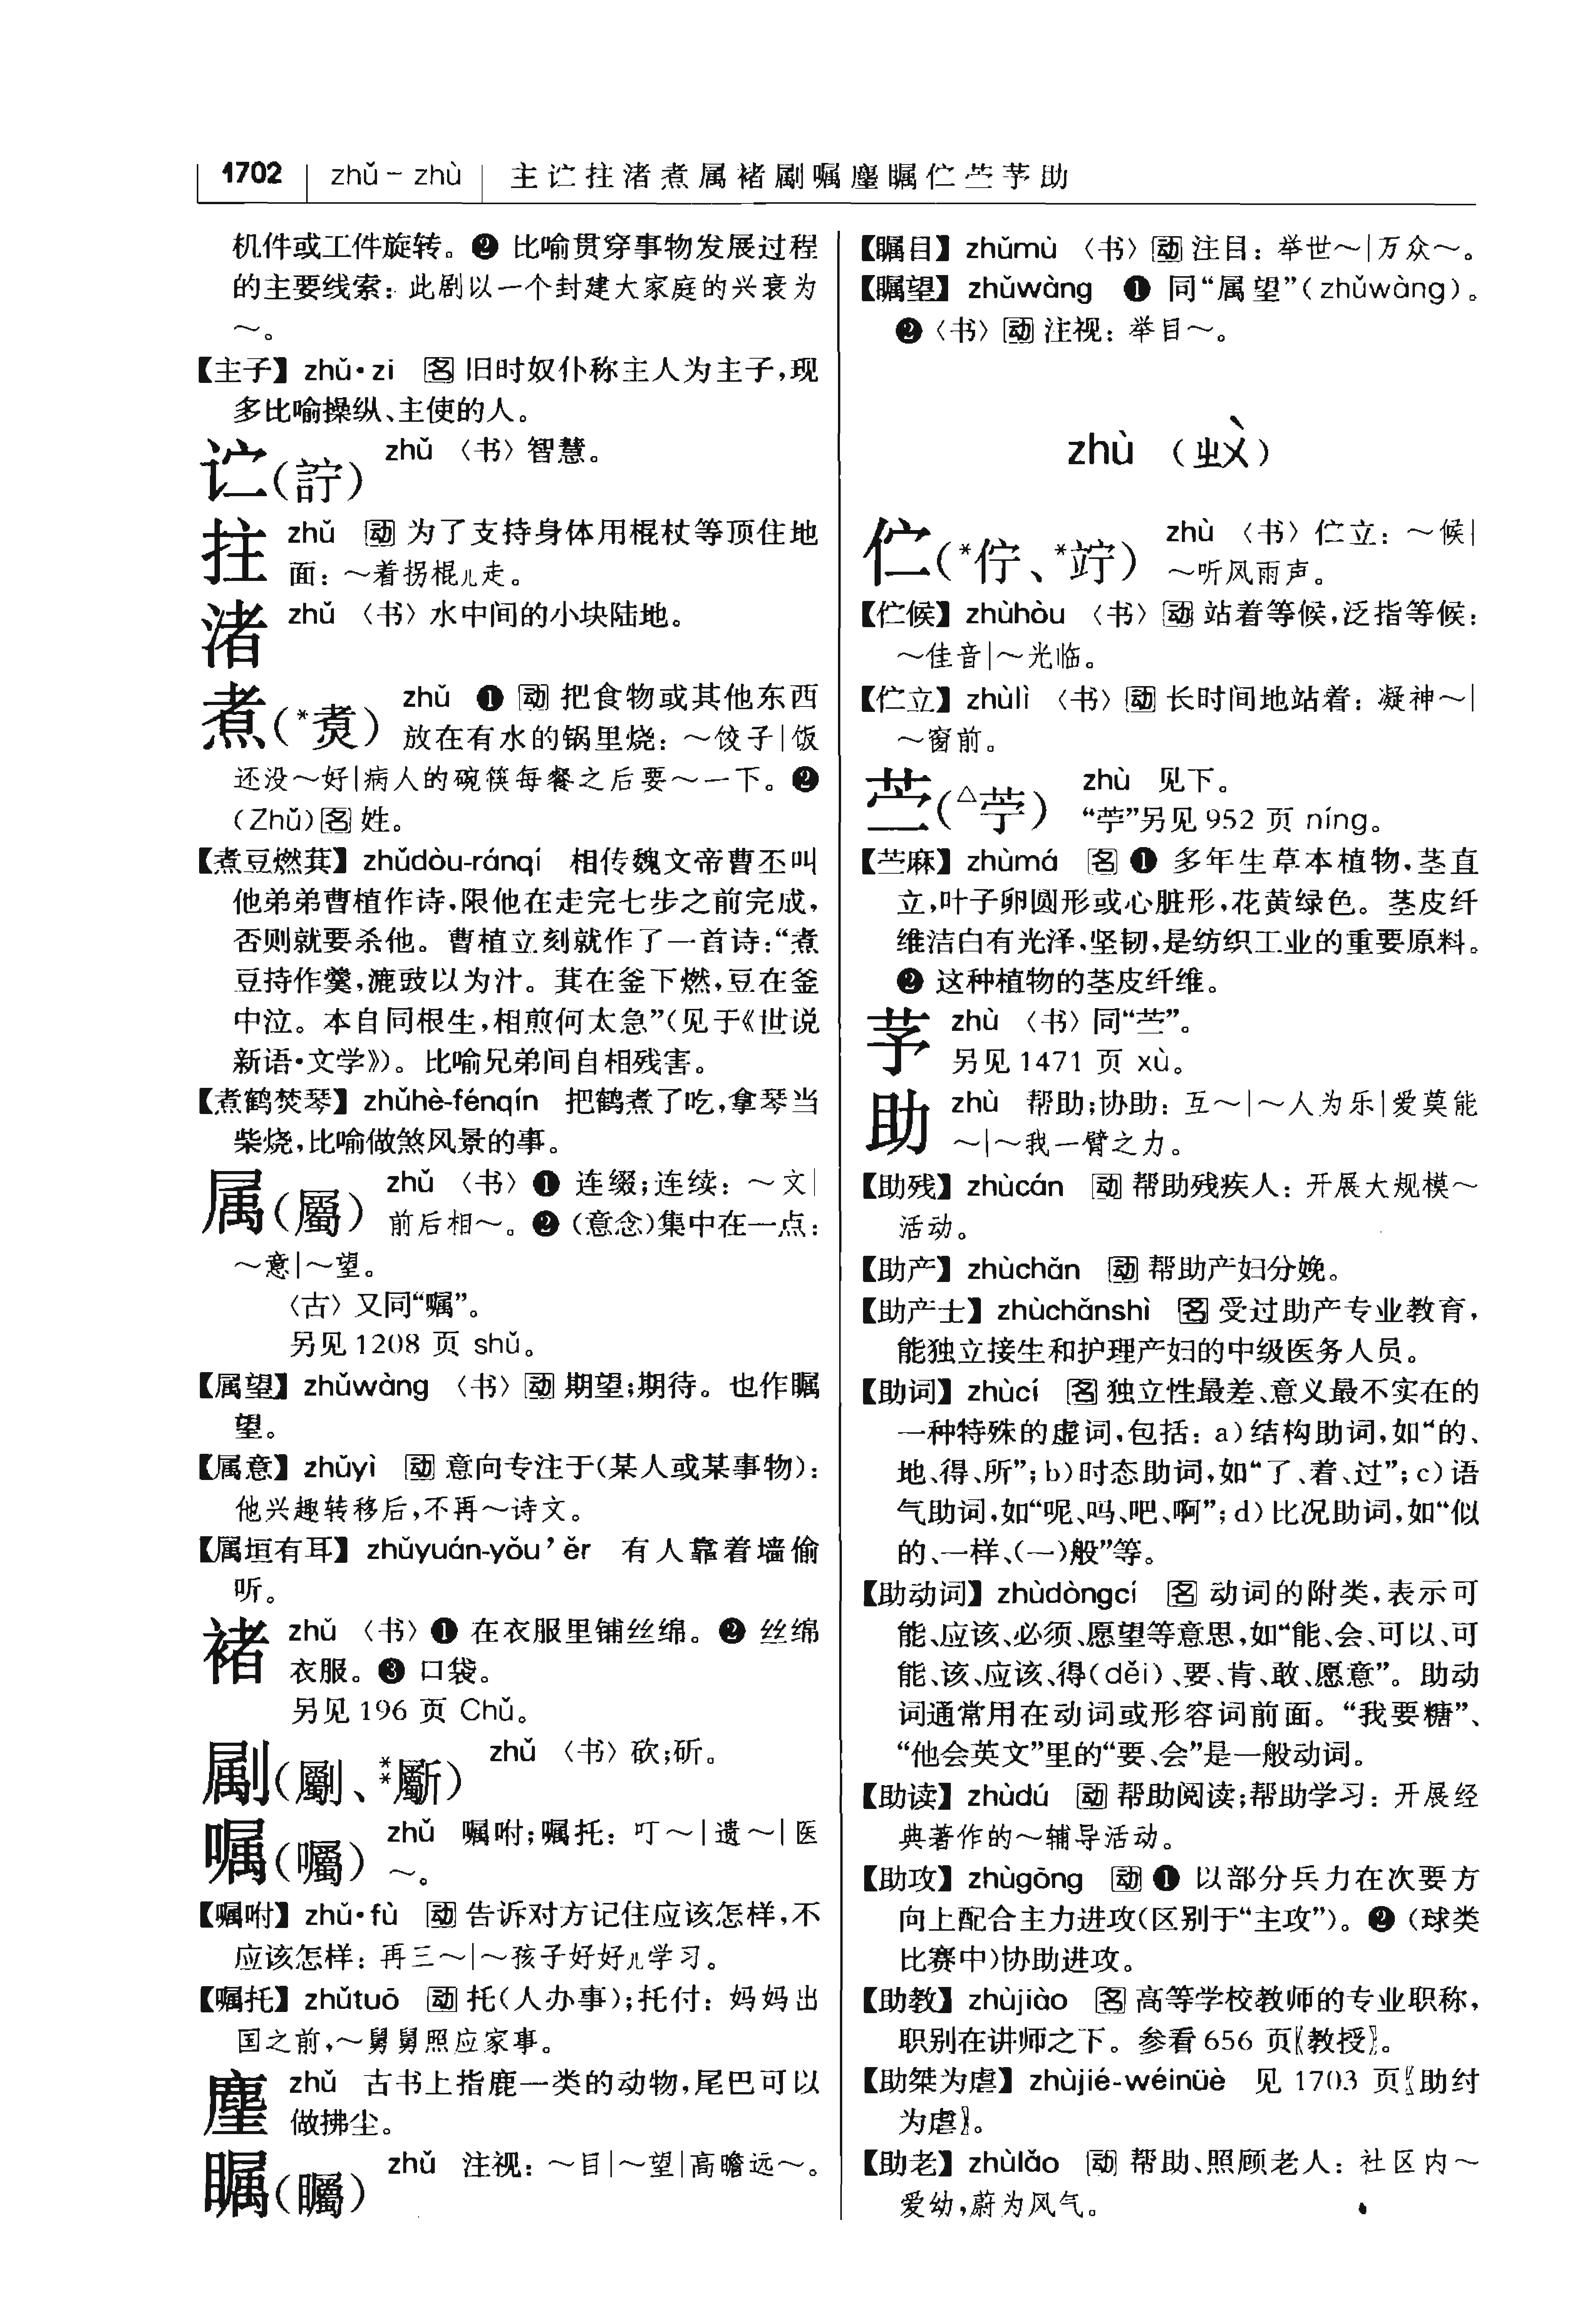 1702 zhǔ – zhù 主𬣞拄渚煮属褚劚嘱麈瞩伫苎芧助
机件或工件旋转。❷ 比喻贯穿事物发展过程
的主要线索：此剧以一个封建大家庭的兴衰为
～。
【主子】zhǔ•zi 名 旧时奴仆称主人为主子，现
多比喻操纵、主使的人。
𬣞(詝) zhǔ 〈书〉智慧。
拄 zhǔ 动 为了支持身体用棍杖等顶住地
面：～着拐棍儿走。
渚 zhǔ 〈书〉水中间的小块陆地。
煮(*煑) zhǔ ❶ 动 把食物或其他东西
放在有水的锅里烧：～饺子|饭
还没～好|病人的碗筷每餐之后要～一下。❷
(Zhǔ)名 姓。
【煮豆燃萁】zhǔdòu-ránqí 相传魏文帝曹丕叫
他弟弟曹植作诗，限他在走完七步之前完成，
否则就要杀他。曹植立刻就作了一首诗：“煮
豆持作羹，漉豉以为汁。萁在釜下燃，豆在釜
中泣。本自同根生，相煎何太急”(见于《世说
新语•文学》)。比喻兄弟间自相残害。
【煮鹤焚琴】zhǔhè-fénqín 把鹤煮了吃，拿琴当
柴烧，比喻做煞风景的事。
属(屬) zhǔ 〈书〉❶ 连缀；连续：～文|
前后相～。❷ (意念)集中在一点：
～意|～望。
〈古〉又同“嘱”。
另见 1208 页 shǔ。
【属望】zhǔwàng 〈书〉动 期望；期待。也作瞩
望。
【属意】zhǔyì 动 意向专注于(某人或某事物)：
他兴趣转移后，不再～诗文。
【属垣有耳】zhǔyuán-yǒu’ěr 有人靠着墙偷
听。
褚 zhǔ 〈书〉❶ 在衣服里铺丝绵。❷ 丝绵
衣服。❸ 口袋。
另见 196 页 Chǔ。
劚(斸、**斸) zhǔ 〈书〉砍；斫。
嘱(囑) zhǔ 嘱咐；嘱托：叮～|遗～|医
～。
【嘱咐】zhǔ•fù 动 告诉对方记住应该怎样，不
应该怎样：再三～|～孩子好好儿学习。
【嘱托】zhǔtuō 动 托(人办事)；托付：妈妈出
国之前，～舅舅照应家事。
麈 zhǔ 古书上指鹿一类的动物，尾巴可以
做拂尘。
瞩(矚) zhǔ 注视：～目|～望|高瞻远～。
【瞩目】zhǔmù 〈书〉动 注目：举世～|万众～。
【瞩望】zhǔwàng ❶ 同“属望”(zhǔwàng)。
❷〈书〉动 注视：举目～。
zhù (ㄓㄨˋ)
伫(*佇、*竚) zhù 〈书〉伫立：～候|
～听风雨声。
【伫候】zhùhòu 〈书〉动 站着等候，泛指等候：
～佳音|～光临。
【伫立】zhùlì 〈书〉动 长时间地站着：凝神～|
～窗前。
苎(△苧) zhù 见下。
“苧”另见 952 页 níng。
【苎麻】zhùmá 名 ❶ 多年生草本植物，茎直
立，叶子卵圆形或心脏形，花黄绿色。茎皮纤
维洁白有光泽，坚韧，是纺织工业的重要原料。
❷ 这种植物的茎皮纤维。
芧 zhù 〈书〉同“苎”。
另见 1471 页 xù。
助 zhù 帮助；协助：互～|～人为乐|爱莫能
～|～我一臂之力。
【助残】zhùcán 动 帮助残疾人：开展大规模～
活动。
【助产】zhùchǎn 动 帮助产妇分娩。
【助产士】zhùchǎnshì 名 受过助产专业教育，
能独立接生和护理产妇的中级医务人员。
【助词】zhùcí 名 独立性最差、意义最不实在的
一种特殊的虚词，包括：a)结构助词，如“的、
地、得、所”；b)时态助词，如“了、着、过”；c)语
气助词，如“呢、吗、吧、啊”；d)比况助词，如“似
的、一样、(一)般”等。
【助动词】zhùdòngcí 名 动词的附类，表示可
能、应该、必须、愿望等意思，如“能、会、可以、可
能、该、应该、得(děi)、要、肯、敢、愿意”。助动
词通常用在动词或形容词前面。“我要糖”、
“他会英文”里的“要、会”是一般动词。
【助读】zhùdú 动 帮助阅读；帮助学习：开展经
典著作的～辅导活动。
【助攻】zhùgōng 动 ❶ 以部分兵力在次要方
向上配合主力进攻(区别于“主攻”)。❷ (球类
比赛中)协助进攻。
【助教】zhùjiào 名 高等学校教师的专业职称，
职别在讲师之下。参看 656 页〖教授〗。
【助桀为虐】zhùjié-wéinüè 见 1703 页〖助纣
为虐〗。
【助老】zhùlǎo 动 帮助、照顾老人：社区内～
爱幼，蔚为风气。